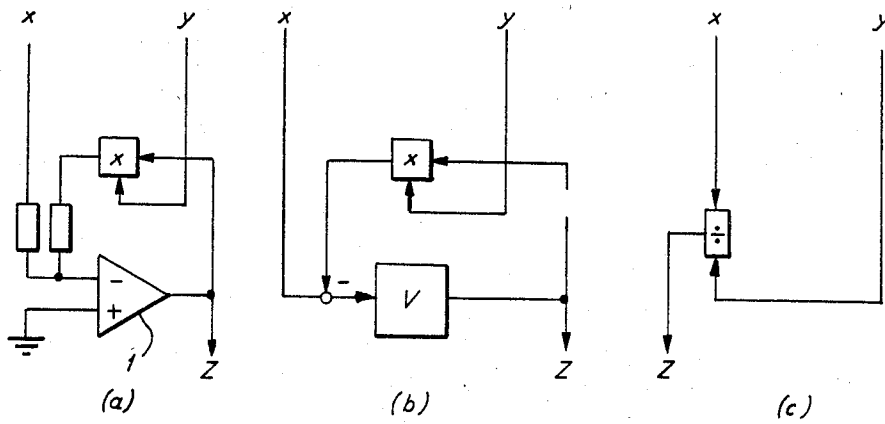 x y x y x y
x x
÷
- + - V
1
Z Z Z
(a) (b) (c)